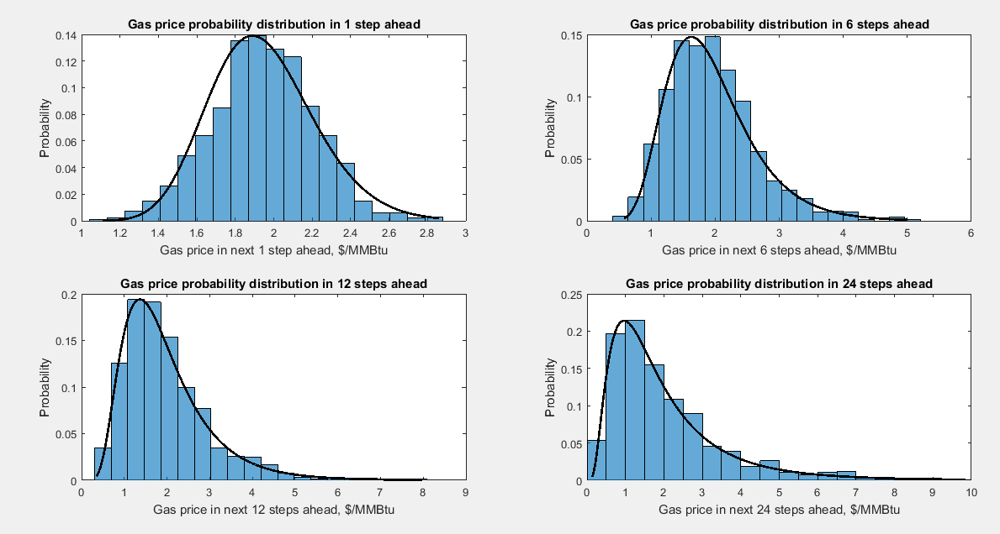 Gas price probability distribution in 1 step ahead
0.14
0.12
0.1
0.08
0.06
0.04
0.02
0
Probability
1 1.2 1.4 1.6 1.8 2 2.2 2.4 2.6 2.8 3
Gas price in next 1 step ahead, $/MMBtu
Gas price probability distribution in 6 steps ahead
0.15
0.1
0.05
0
Probability
0 1 2 3 4 5 6
Gas price in next 6 steps ahead, $/MMBtu
Gas price probability distribution in 12 steps ahead
0.2
0.15
0.1
0.05
0
Probability
0 1 2 3 4 5 6 7 8 9
Gas price in next 12 steps ahead, $/MMBtu
Gas price probability distribution in 24 steps ahead
0.25
0.2
0.15
0.1
0.05
0
Probability
0 1 2 3 4 5 6 7 8 9 10
Gas price in next 24 steps ahead, $/MMBtu